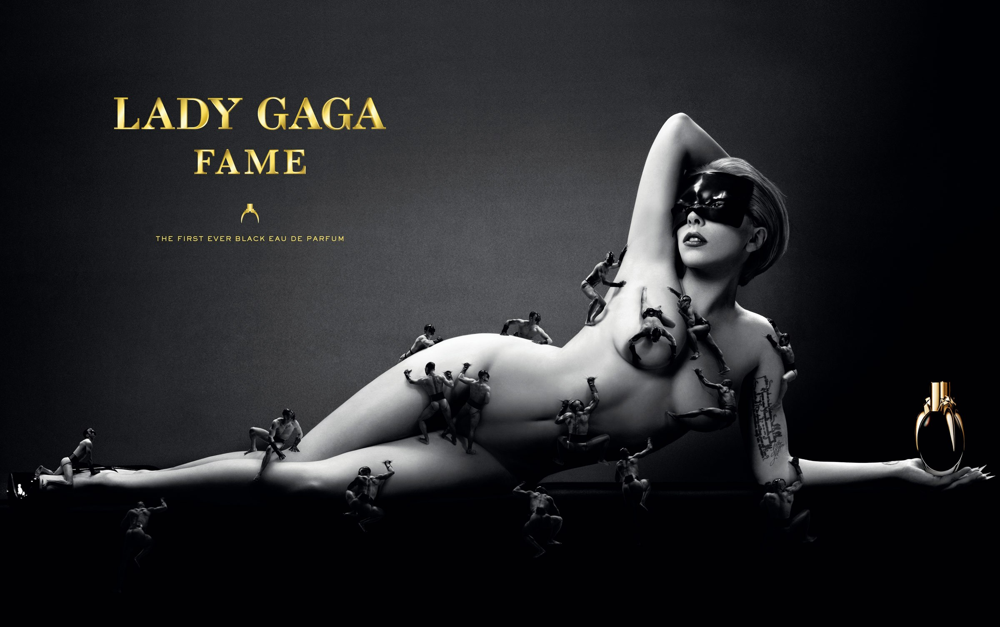 LADY GAGA
FAME
THE FIRST EVER BLACK EAU DE PARFUM